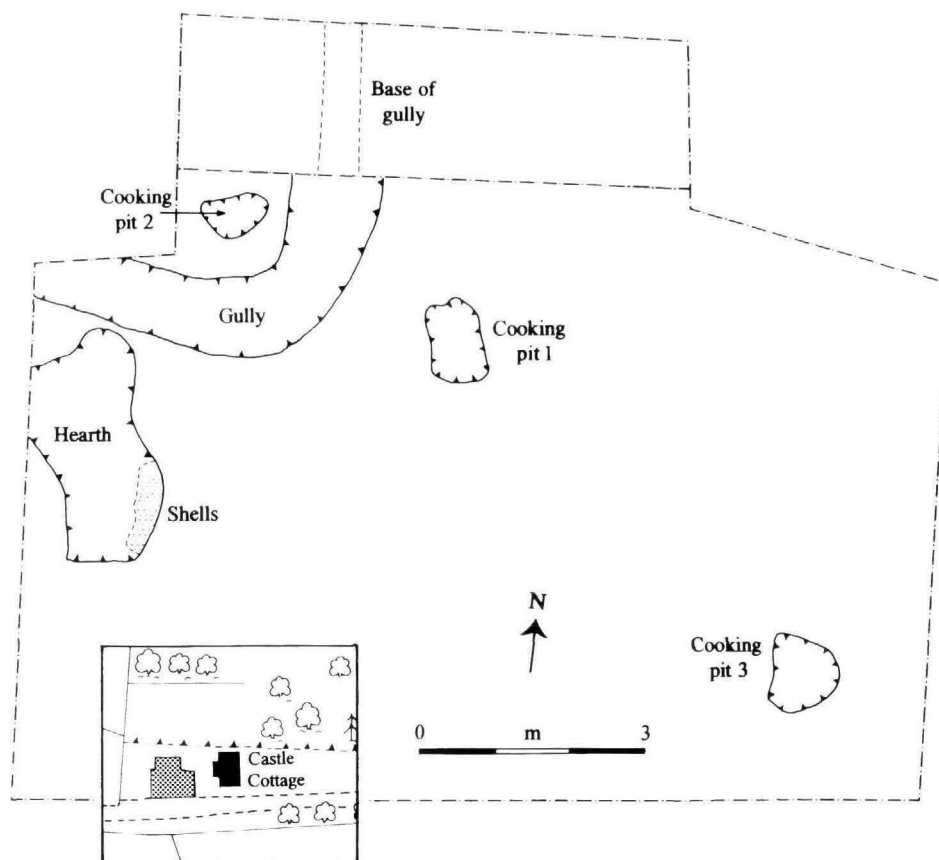 Base of
gully
Cooking
pit 2
Gully
Cooking
pit 1
Hearth
Shells
N
Cooking
pit 3
0 m 3
Castle
Cottage